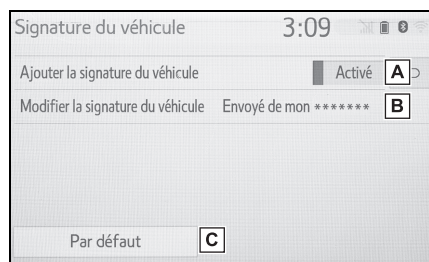 Signature du véhicule 3:09
Ajouter la signature du véhicule Activé A
Modifier la signature du véhicule Envoyé de mon ******* B
Par défaut C